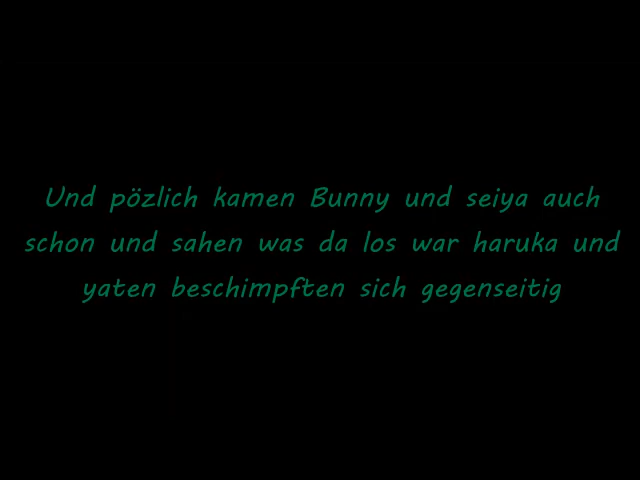 Und pözlich kamen Bunny und seiya auch
schon und sahen was da los war haruka und
yaten beschimpften sich gegenseitig